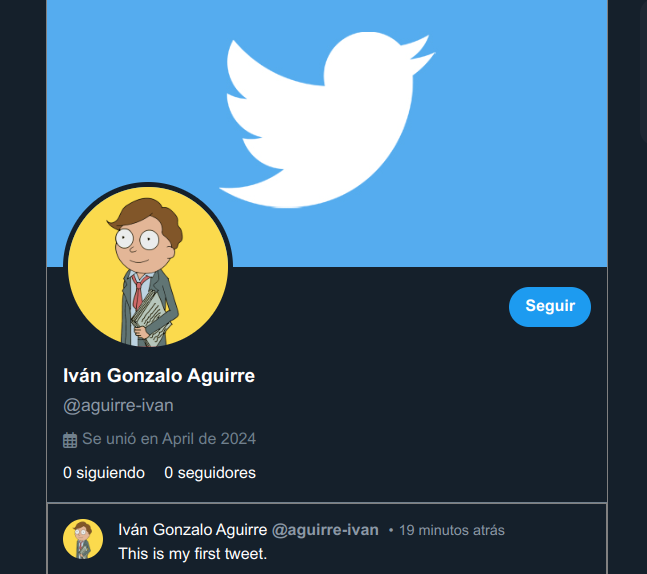 Seguir
Iván Gonzalo Aguirre
@aguirre-ivan
Se unió en April de 2024
0 siguiendo 0 seguidores
Iván Gonzalo Aguirre @aguirre-ivan • 19 minutos atrás
This is my first tweet.